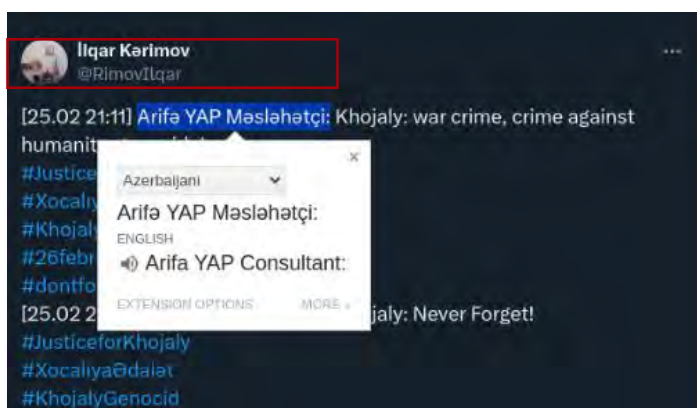 İlqar Kərimov
@RimovIlqar
[25.02 21:11] Arifə YAP Məsləhətçi: Khojaly: war crime, crime against
humanit
#Justice
#Xocalıy
#Khojal
#26febr
#dontfo
[25.02 2
jaly: Never Forget!
#JusticeforKhojaly
#XocalıyaƏdalət
#KhojalyGenocid
Azerbaijani
Arifə YAP Məsləhətçi:
ENGLISH
Arifa YAP Consultant:
EXTENSION OPTIONS MORE »